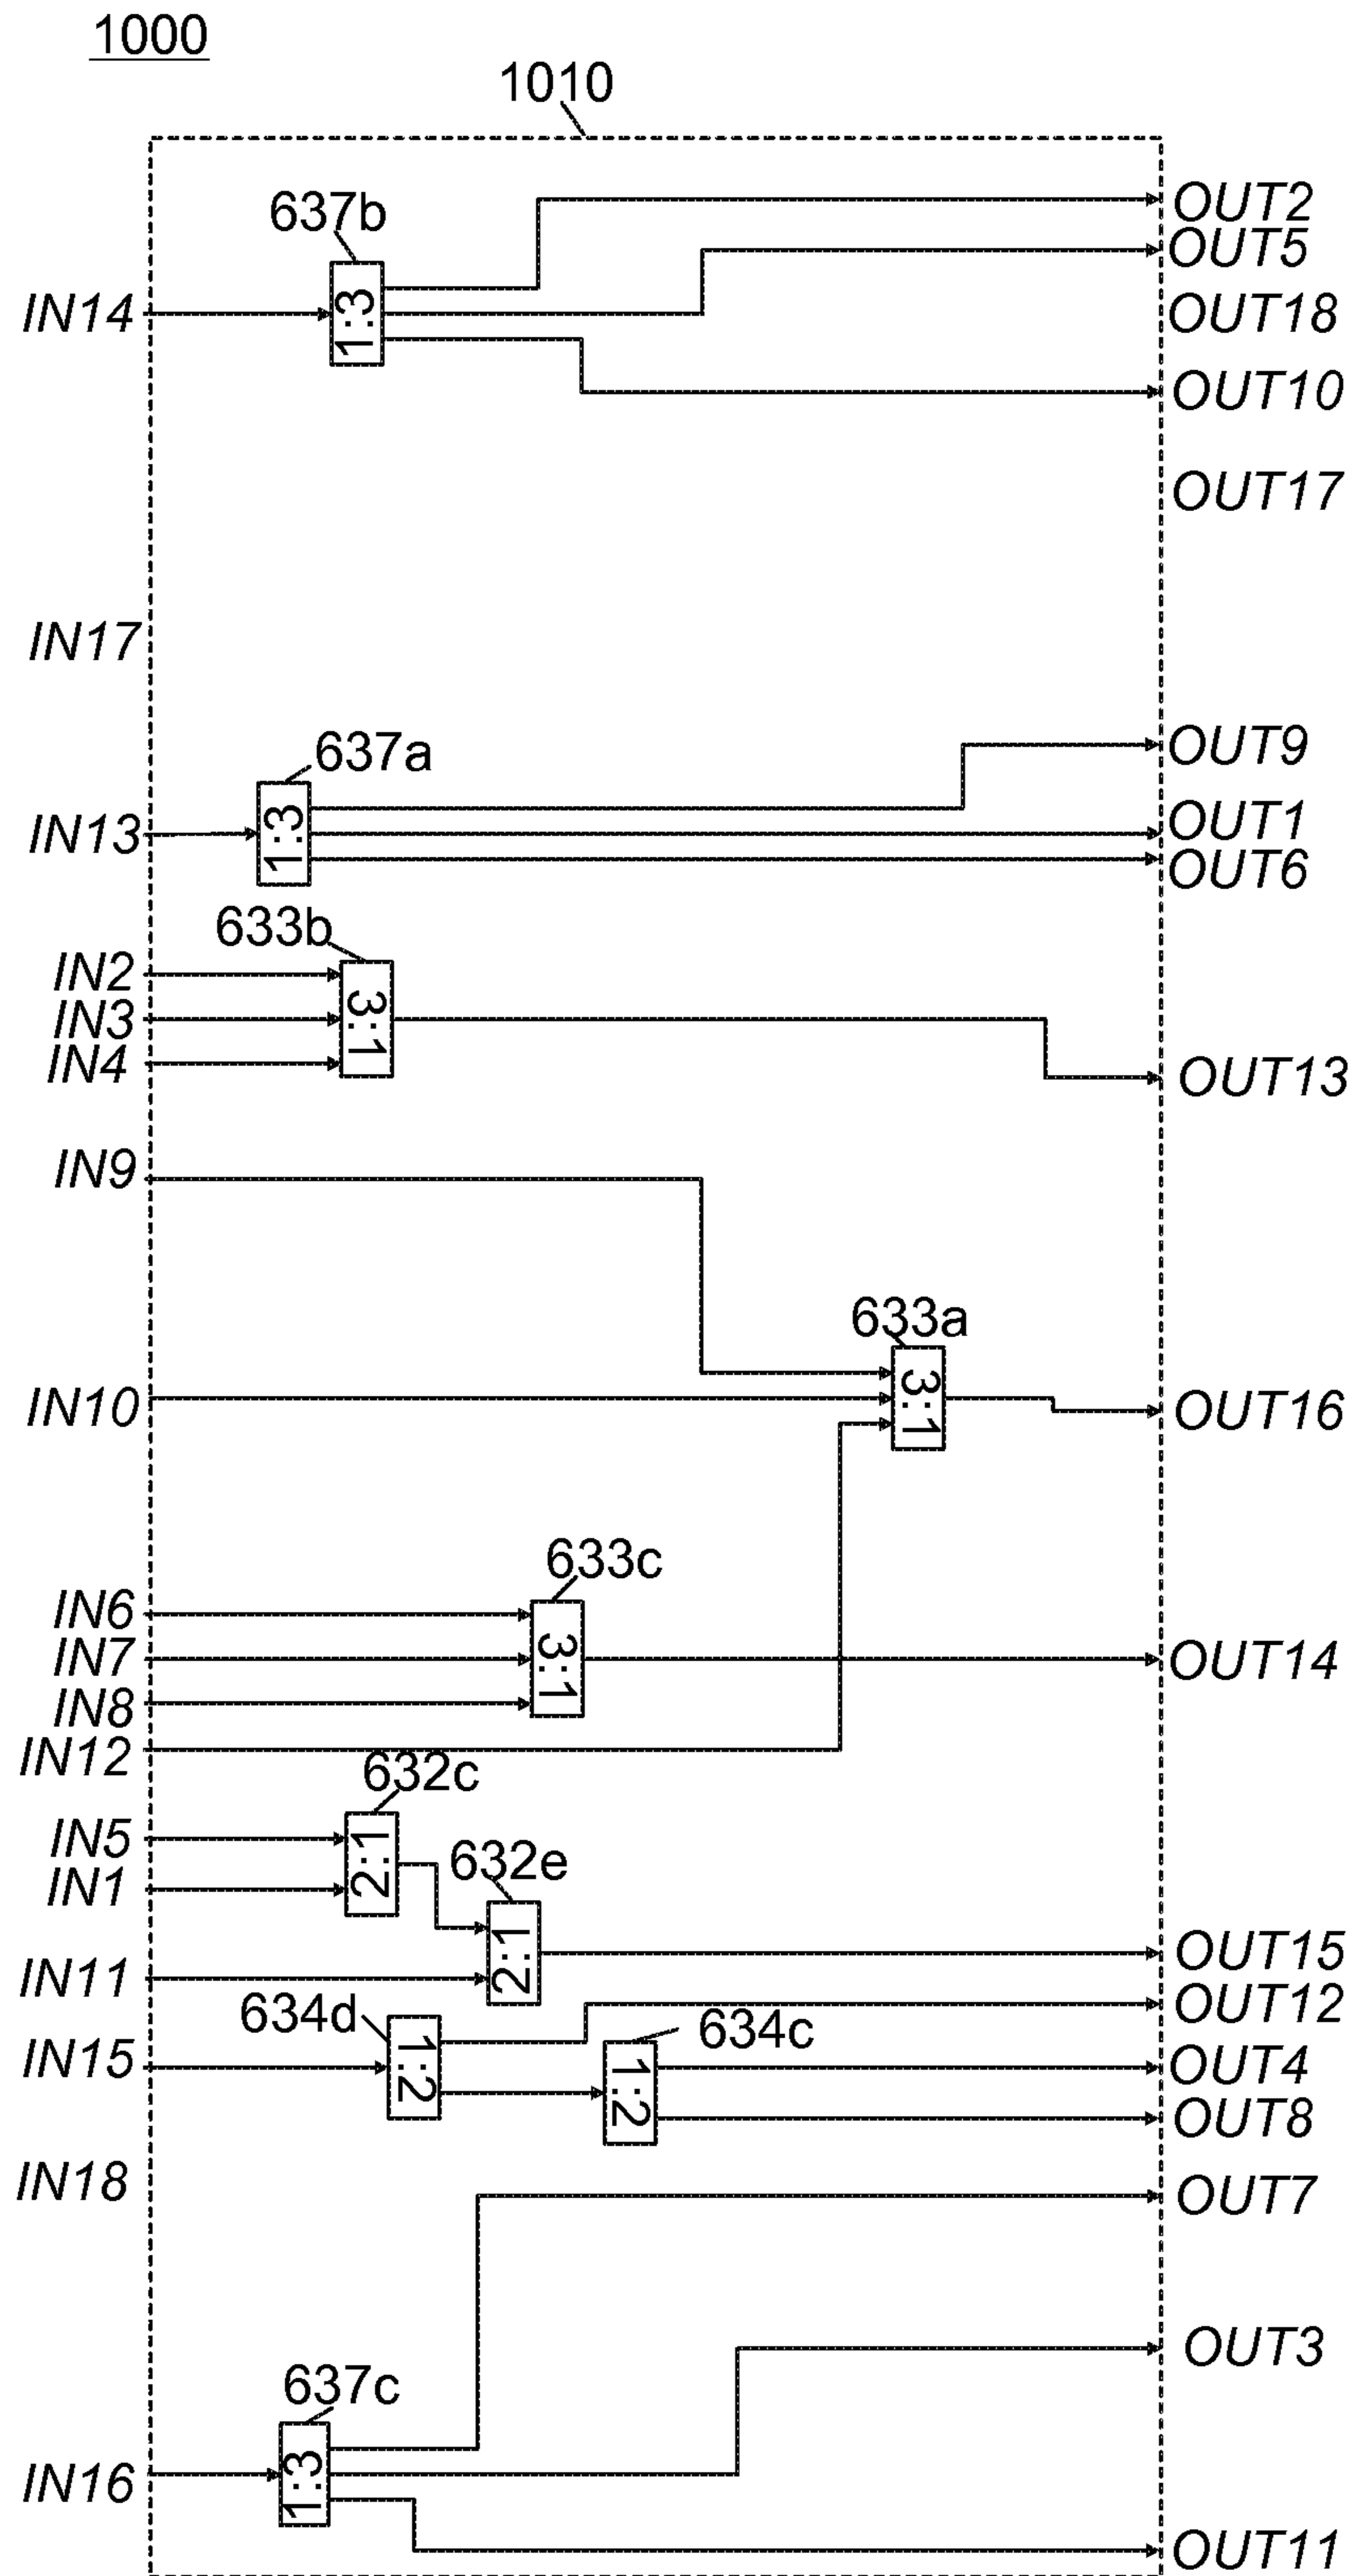 1000
1010
637b
OUT2
OUT5
IN14
1:3
OUT18
OUT10
OUT17
IN17
637a
OUT9
IN13
1:3
OUT1
OUT6
633b
IN2
IN3
3:1
IN4
OUT13
IN9
633a
IN10
3:1
OUT16
633c
IN6
IN7
3:1
OUT14
IN8
IN12
632c
IN5
2:1
IN1
632e
2:1
OUT15
IN11
634d
OUT12
634c
IN15
1:2
1:2
OUT4
OUT8
IN18
OUT7
OUT3
637c
IN16
1:3
OUT11